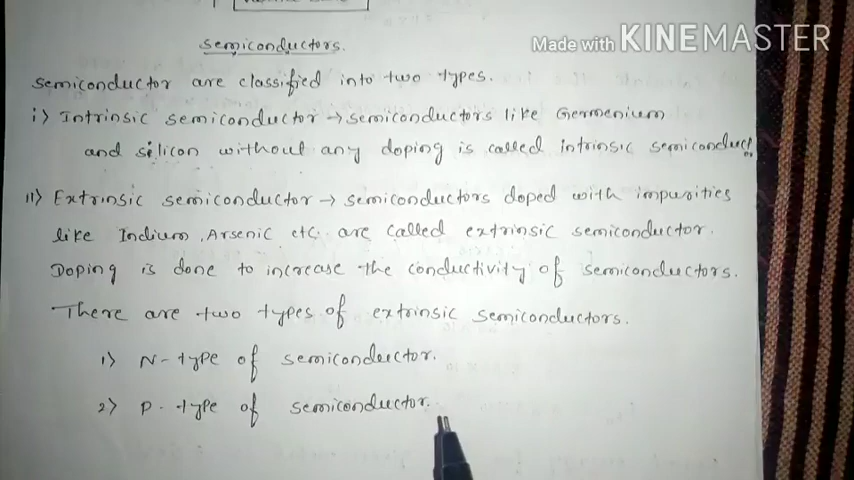 semiconductors.
Made with KINEMASTER
semiconductor are classified into two types.
i) Intrinsic semiconductor → semiconductors like Germenium
and silicon without any doping is called intrinsic semiconduct
ii) Extrinsic semiconductor → semiconductors doped with impurities
like Indium, Arsenic etc. are called extrinsic semiconductor.
Doping is done to increase the conductivity of semiconductors.
There are two types of extrinsic semiconductors.
1) N-type of semiconductor.
2) P-type of semiconductor.